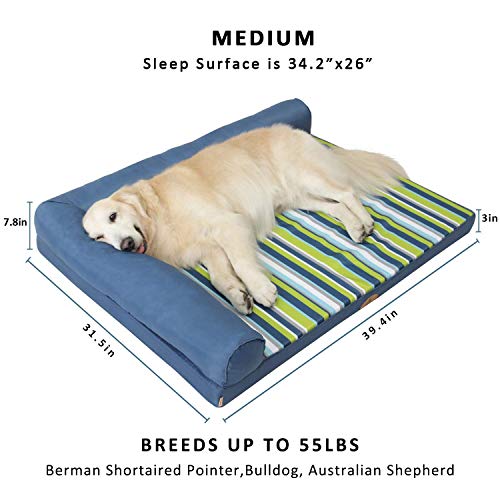 MEDIUM
Sleep Surface is 34.2”x26”
7.8in
3in
31.5in
39.4in
BREEDS UP TO 55LBS
Berman Shortaired Pointer,Bulldog, Australian Shepherd